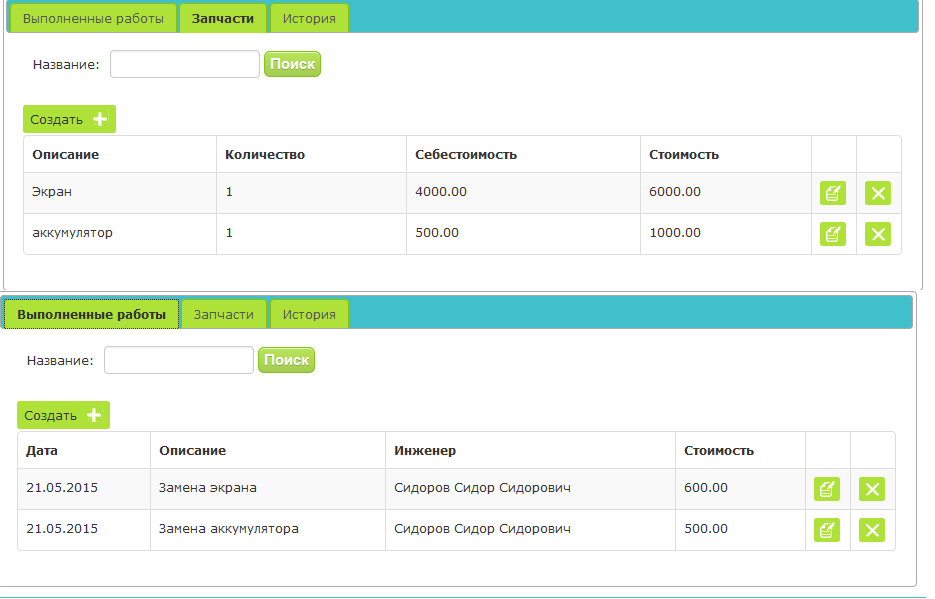 Выполненные работы Запчасти История
Название: Поиск
Создать
Описание Количество Себестоимость Стоимость
Экран 1 4000.00 6000.00
аккумулятор 1 500.00 1000.00
Выполненные работы Запчасти История
Название: Поиск
Создать
Дата Описание Инженер Стоимость
21.05.2015 Замена экрана Сидоров Сидор Сидорович 600.00
21.05.2015 Замена аккумулятора Сидоров Сидор Сидорович 500.00